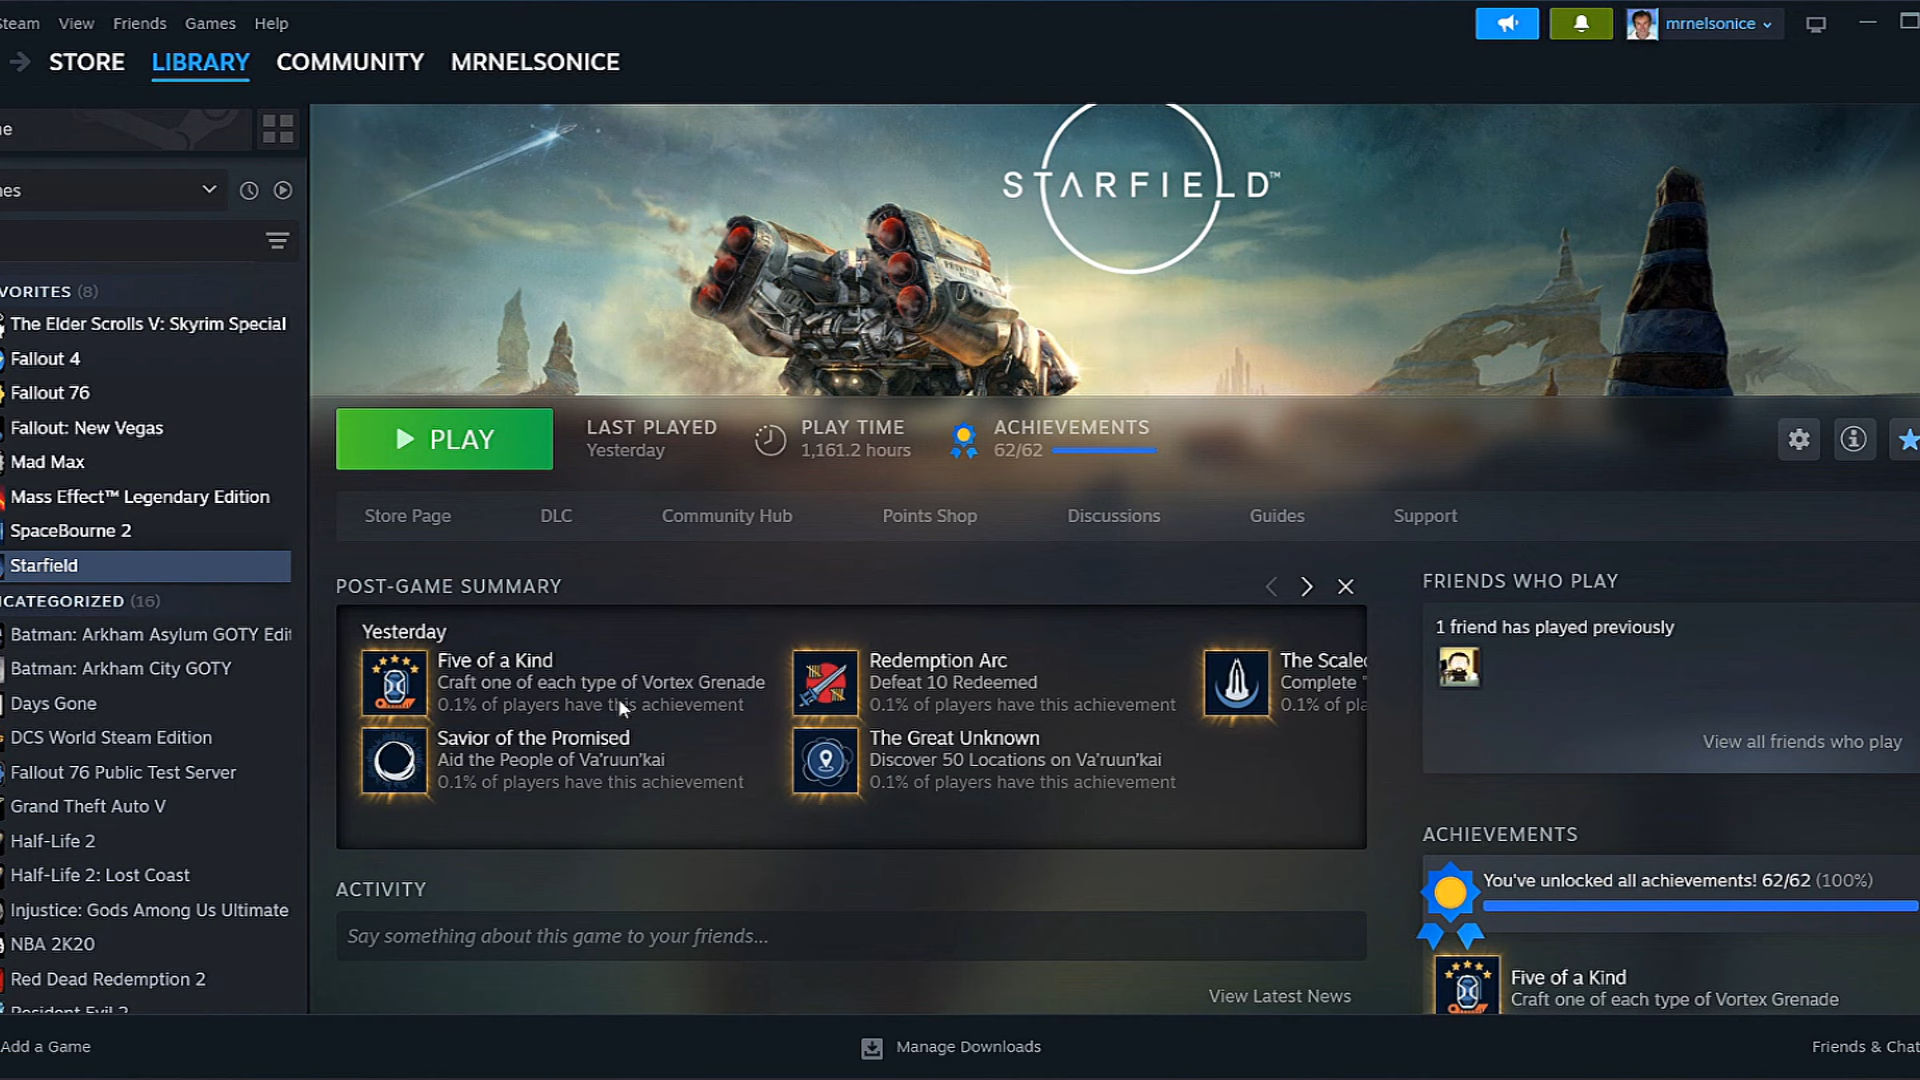 Steam View Friends Games Help
mrnelsonice
STORE LIBRARY COMMUNITY MRNELSONICE
STARFIELD™
VORITES (8)
The Elder Scrolls V: Skyrim Special
Fallout 4
Fallout 76
Fallout: New Vegas
Mad Max
Mass Effect™ Legendary Edition
SpaceBourne 2
Starfield
CATEGORIZED (16)
Batman: Arkham Asylum GOTY Edit
Batman: Arkham City GOTY
Days Gone
DCS World Steam Edition
Fallout 76 Public Test Server
Grand Theft Auto V
Half-Life 2
Half-Life 2: Lost Coast
Injustice: Gods Among Us Ultimate
NBA 2K20
Red Dead Redemption 2
Add a Game
PLAY
LAST PLAYED
Yesterday
PLAY TIME
1,161.2 hours
ACHIEVEMENTS
62/62
Store Page DLC Community Hub Points Shop Discussions Guides Support
POST-GAME SUMMARY
Yesterday
Five of a Kind
Craft one of each type of Vortex Grenade
0.1% of players have this achievement
Redemption Arc
Defeat 10 Redeemed
0.1% of players have this achievement
The Scaled
Complete "
0.1% of pla
Savior of the Promised
Aid the People of Va'ruun'kai
0.1% of players have this achievement
The Great Unknown
Discover 50 Locations on Va'ruun'kai
0.1% of players have this achievement
ACTIVITY
Say something about this game to your friends...
View Latest News
FRIENDS WHO PLAY
1 friend has played previously
View all friends who play
ACHIEVEMENTS
You've unlocked all achievements! 62/62 (100%)
Five of a Kind
Craft one of each type of Vortex Grenade
Manage Downloads
Friends & Chat